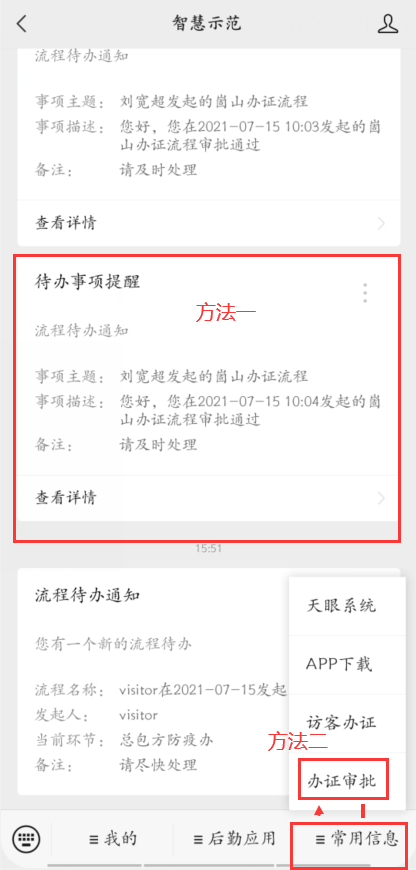 智慧示范
流程待办通知
事项主题： 刘宽超发起的崗山办证流程
事项描述： 您好，您在2021-07-15 10:03发起的崗
山办证流程审批通过
备注： 请及时处理
查看详情
待办事项提醒
方法一
流程待办通知
事项主题： 刘宽超发起的崗山办证流程
事项描述： 您好，您在2021-07-15 10:04发起的崗
山办证流程审批通过
备注： 请及时处理
查看详情
15:51
流程待办通知
您有一个新的流程待办
流程名称： visitor在2021-07-15发起
发起人： visitor
当前环节： 总包方防疫办
备注： 请尽快处理
天眼系统
APP下载
访客办证
方法二
办证审批
我的
后勤应用
常用信息